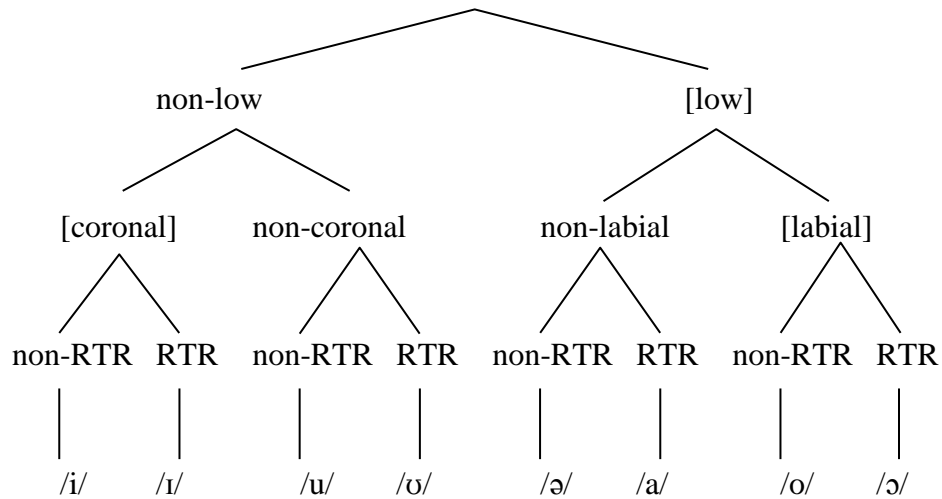 non-low [low]
[coronal] non-coronal non-labial [labial]
non-RTR RTR non-RTR RTR non-RTR RTR non-RTR RTR
/i/ /ɪ/ /u/ /ʊ/ /ə/ /a/ /o/ /ɔ/